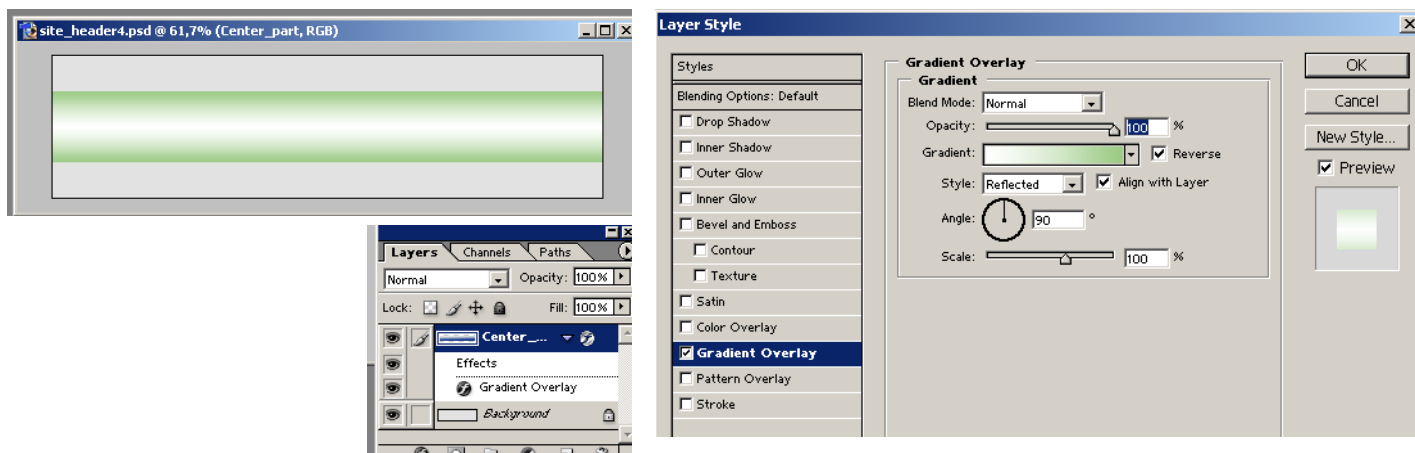 site_header4.psd @ 61,7% (Center_part, RGB)
Layers Channels Paths
Normal Opacity: 100%
Lock: Fill: 100%
Center_...
Effects
Gradient Overlay
Background
Layer Style
Styles
Blending Options: Default
Drop Shadow
Inner Shadow
Outer Glow
Inner Glow
Bevel and Emboss
Contour
Texture
Satin
Color Overlay
Gradient Overlay
Pattern Overlay
Stroke
Gradient Overlay
Gradient
Blend Mode: Normal
Opacity: 100 %
Gradient: Reverse
Style: Reflected Align with Layer
Angle: 90 °
Scale: 100 %
OK
Cancel
New Style...
Preview